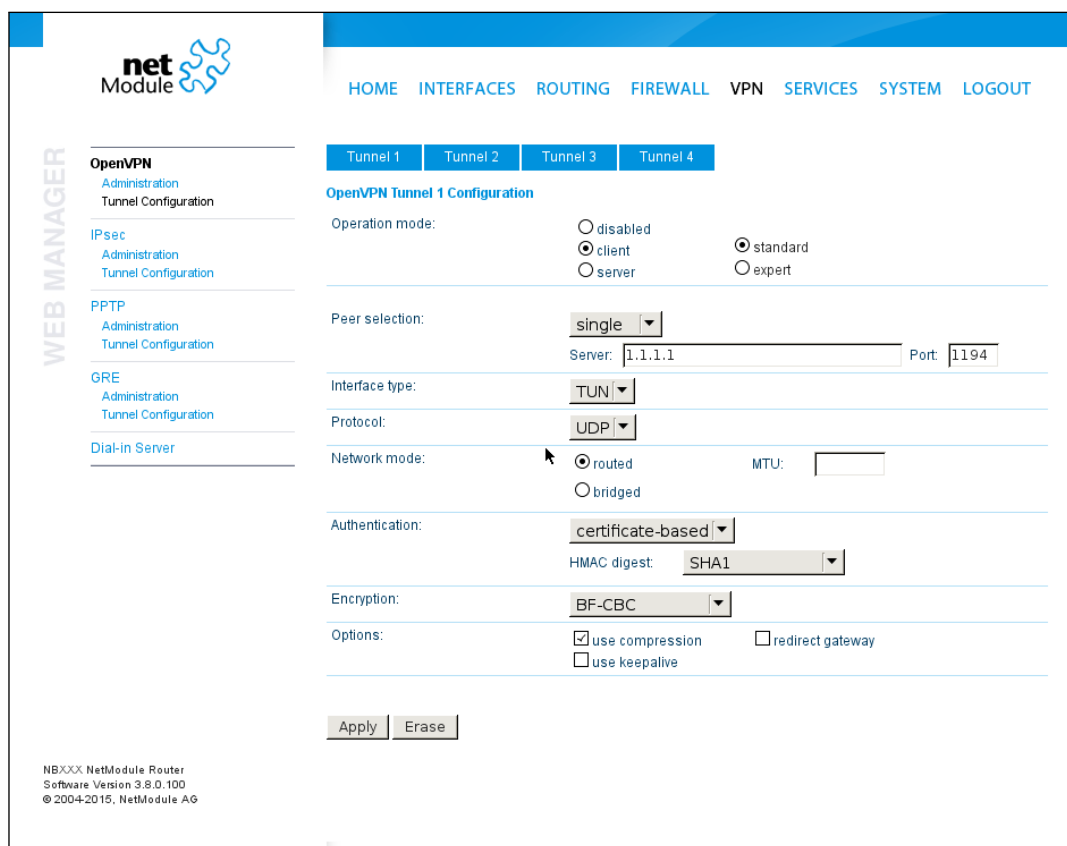 net
Module
HOME INTERFACES ROUTING FIREWALL VPN SERVICES SYSTEM LOGOUT
WEB MANAGER
OpenVPN
Administration
Tunnel Configuration
IPsec
Administration
Tunnel Configuration
PPTP
Administration
Tunnel Configuration
GRE
Administration
Tunnel Configuration
Dial-in Server
Tunnel 1 Tunnel 2 Tunnel 3 Tunnel 4
OpenVPN Tunnel 1 Configuration
Operation mode:
disabled
client
server
standard
expert
Peer selection:
single
Server: 1.1.1.1 Port: 1194
Interface type: TUN
Protocol: UDP
Network mode: routed MTU:
bridged
Authentication: certificate-based
HMAC digest: SHA1
Encryption: BF-CBC
Options: use compression redirect gateway
use keepalive
Apply Erase
NBXXX NetModule Router
Software Version 3.8.0.100
© 2004-2015, NetModule AG